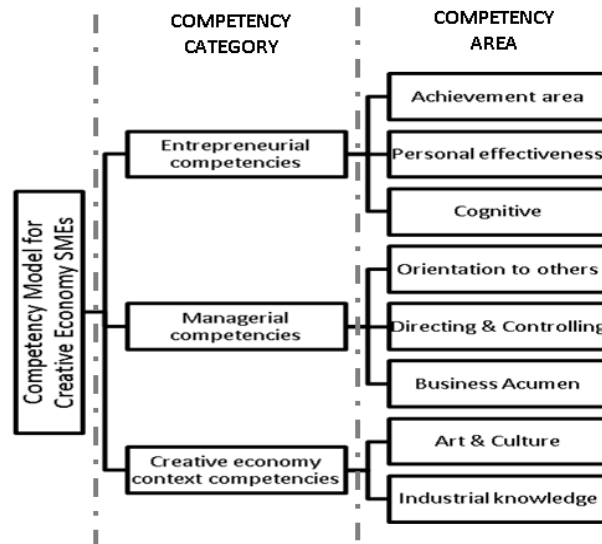 COMPETENCY
CATEGORY
COMPETENCY
AREA
Competency Model for
Creative Economy SMEs
Entrepreneurial
competencies
Achievement area
Personal effectiveness
Cognitive
Managerial
competencies
Orientation to others
Directing & Controlling
Business Acumen
Creative economy
context competencies
Art & Culture
Industrial knowledge